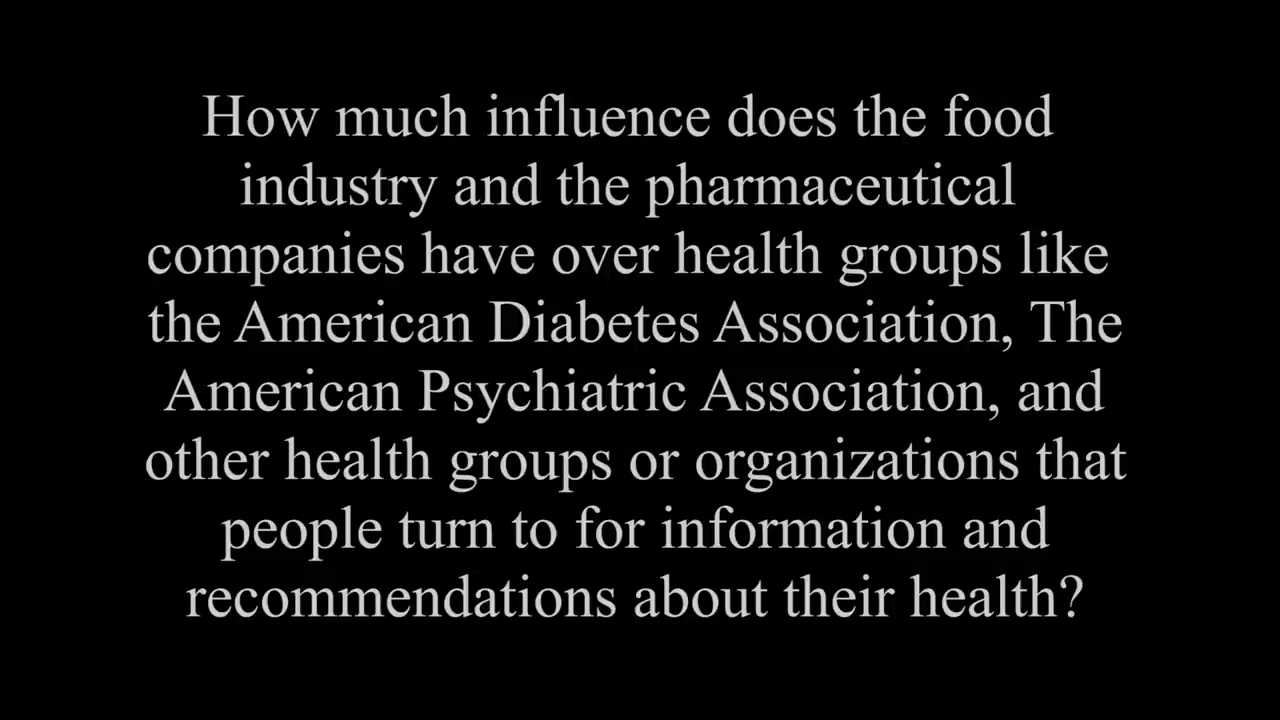 How much influence does the food
industry and the pharmaceutical
companies have over health groups like
the American Diabetes Association, The
American Psychiatric Association, and
other health groups or organizations that
people turn to for information and
recommendations about their health?